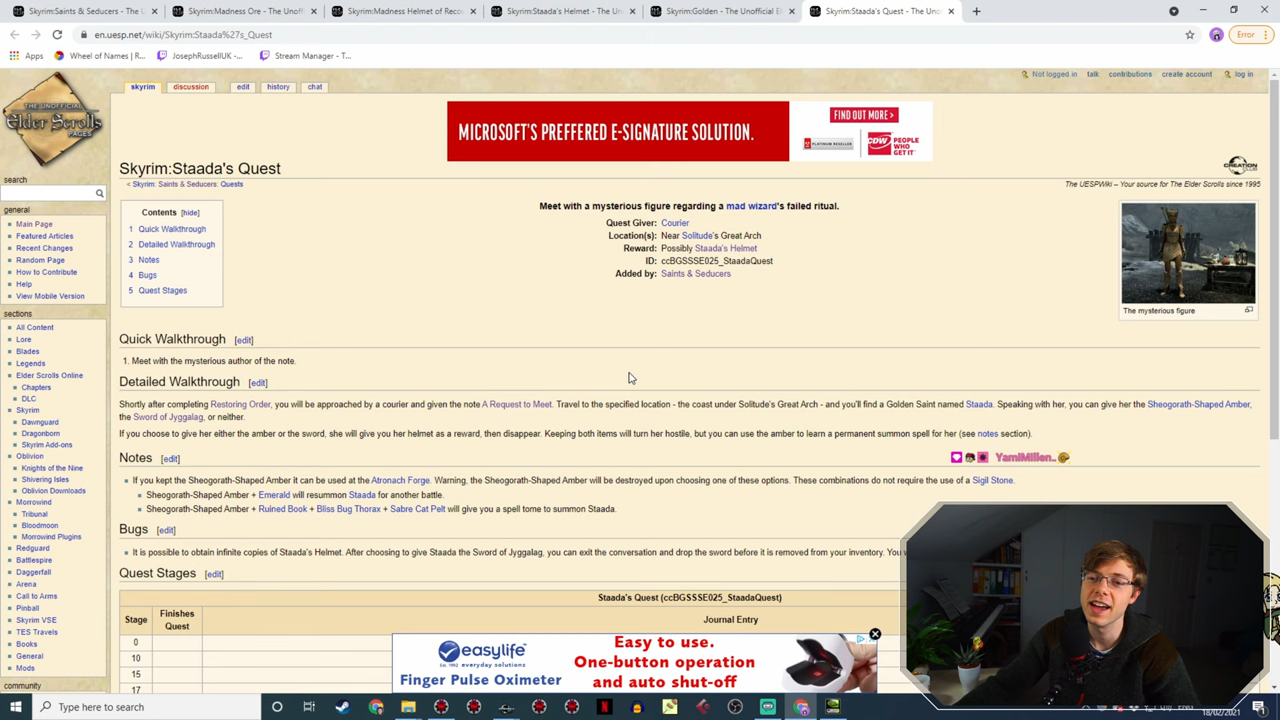 Skyrim:Saints & Seducers - The U
Skyrim:Madness Ore - The Unoff
Skyrim:Madness Helmet of Recov
Skyrim:Staada's Helmet - The Un
Skyrim:Golden - The Unofficial E
Skyrim:Staada's Quest - The Un
en.uesp.net/wiki/Skyrim:Staada%27s_Quest
Error
Apps
Wheel of Names | R...
JosephRussellUK - ...
Stream Manager - T...
Not logged in talk contributions create account log in
skyrim discussion edit history chat
THE UNOFFICIAL
Elder Scrolls
PAGES
MICROSOFT'S PREFFERED E-SIGNATURE SOLUTION.
FIND OUT MORE >
PLATINUM RESELLER
CDW
PEOPLE
WHO
GET IT
Skyrim:Staada's Quest
CREATION
< Skyrim: Saints & Seducers: Quests
The UESPWiki – Your source for The Elder Scrolls since 1995
search
general
Main Page
Featured Articles
Recent Changes
Random Page
How to Contribute
Help
View Mobile Version
sections
All Content
Lore
Blades
Legends
Elder Scrolls Online
Chapters
DLC
Skyrim
Dawnguard
Dragonborn
Skyrim Add-ons
Oblivion
Knights of the Nine
Shivering Isles
Oblivion Downloads
Morrowind
Tribunal
Bloodmoon
Morrowind Plugins
Redguard
Battlespire
Daggerfall
Arena
Call to Arms
Pinball
Skyrim VSE
TES Travels
Books
General
Mods
community
Contents [hide]
1 Quick Walkthrough
2 Detailed Walkthrough
3 Notes
4 Bugs
5 Quest Stages
Meet with a mysterious figure regarding a mad wizard's failed ritual.
Quest Giver: Courier
Location(s): Near Solitude's Great Arch
Reward: Possibly Staada's Helmet
ID: ccBGSSSE025_StaadaQuest
Added by: Saints & Seducers
The mysterious figure
Quick Walkthrough [edit]
1. Meet with the mysterious author of the note.
Detailed Walkthrough [edit]
Shortly after completing Restoring Order, you will be approached by a courier and given the note A Request to Meet. Travel to the specified location - the coast under Solitude's Great Arch - and you'll find a Golden Saint named Staada. Speaking with her, you can give her the Sheogorath-Shaped Amber,
the Sword of Jyggalag, or neither.
If you choose to give her either the amber or the sword, she will give you her helmet as a reward, then disappear. Keeping both items will turn her hostile, but you can use the amber to learn a permanent summon spell for her (see notes section).
Notes [edit]
YamiMillen..
If you kept the Sheogorath-Shaped Amber it can be used at the Atronach Forge. Warning, the Sheogorath-Shaped Amber will be destroyed upon choosing one of these options. These combinations do not require the use of a Sigil Stone.
Sheogorath-Shaped Amber + Emerald will resummon Staada for another battle.
Sheogorath-Shaped Amber + Ruined Book + Bliss Bug Thorax + Sabre Cat Pelt will give you a spell tome to summon Staada.
Bugs [edit]
It is possible to obtain infinite copies of Staada's Helmet. After choosing to give Staada the Sword of Jyggalag, you can exit the conversation and drop the sword before it is removed from your inventory. You
Quest Stages [edit]
Staada's Quest (ccBGSSSE025_StaadaQuest)
Stage Finishes Quest Journal Entry
0
10
15
17
easylife
Est. 1992 everyday solutions
Finger Pulse Oximeter
Easy to use.
One-button operation
and auto shut-off
Type here to search
ENG
18/02/2021